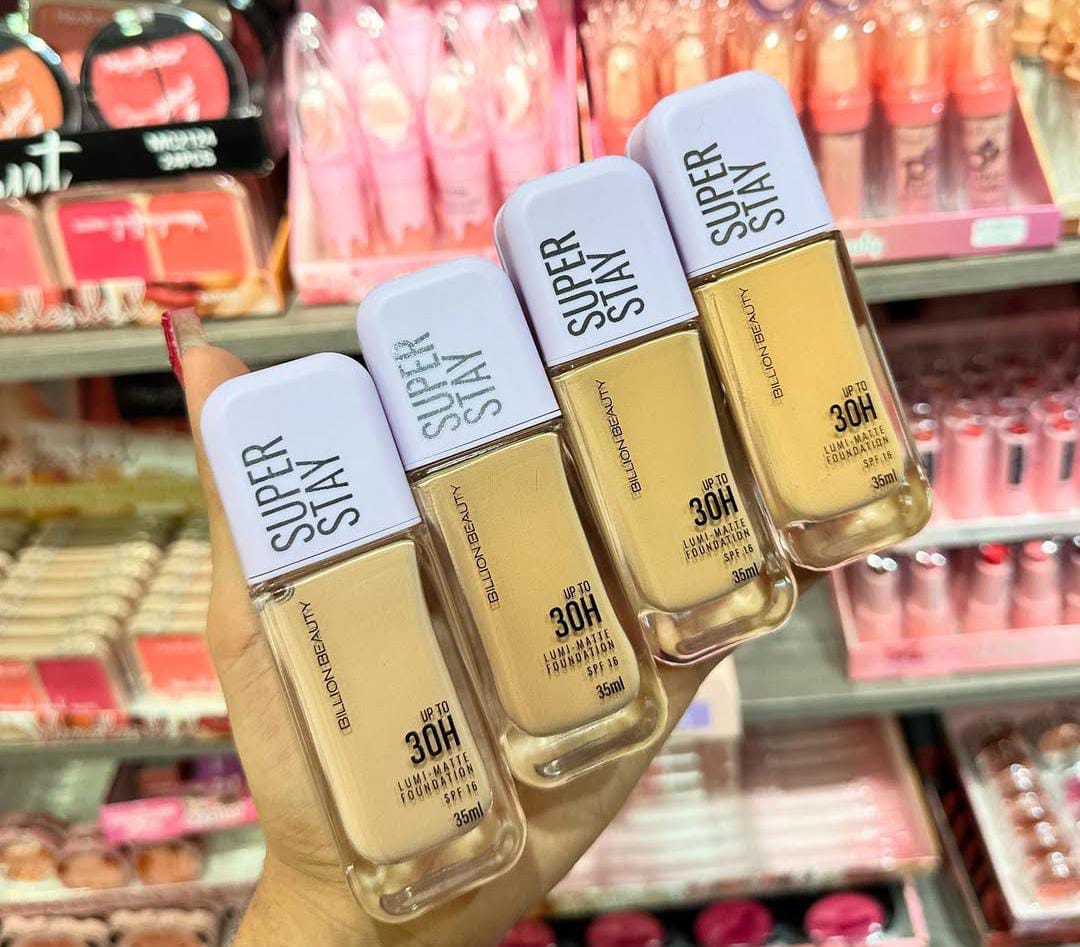 MC2124
24PCS
SUPER
STAY
BILLION BEAUTY
UP TO
30H
LUMI-MATTE
FOUNDATION
SPF 16
35ml
SUPER
STAY
BILLION BEAUTY
UP TO
30H
LUMI-MATTE
FOUNDATION
SPF 16
35ml
SUPER
STAY
BILLION BEAUTY
UP TO
30H
LUMI-MATTE
FOUNDATION
SPF 16
35ml
SUPER
STAY
BILLION BEAUTY
UP TO
30H
LUMI-MATTE
FOUNDATION
SPF 16
35ml